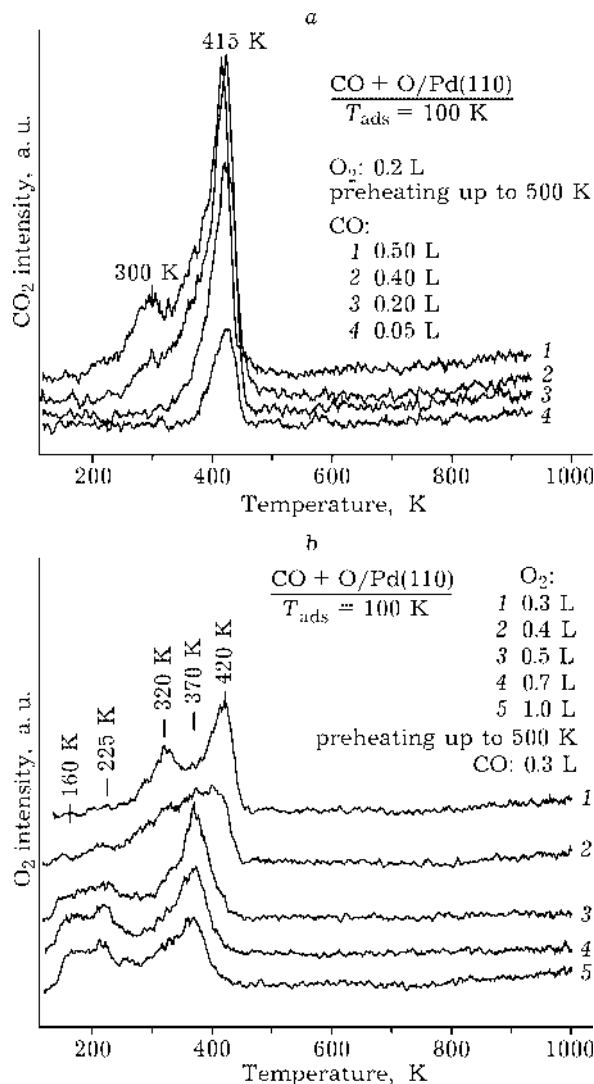 a
415 K
CO + O/Pd(110)
T_ads = 100 K
O₂: 0.2 L
preheating up to 500 K
CO:
1 0.50 L
2 0.40 L
3 0.20 L
4 0.05 L
300 K
CO₂ intensity, a. u.
1
2
3
4
200 400 600 800 1000
Temperature, K
b
CO + O/Pd(110)
T_ads = 100 K
O₂:
1 0.3 L
2 0.4 L
3 0.5 L
4 0.7 L
5 1.0 L
preheating up to 500 K
CO: 0.3 L
160 K
225 K
320 K
370 K
420 K
O₂ intensity, a. u.
1
2
3
4
5
200 400 600 800 1000
Temperature, K